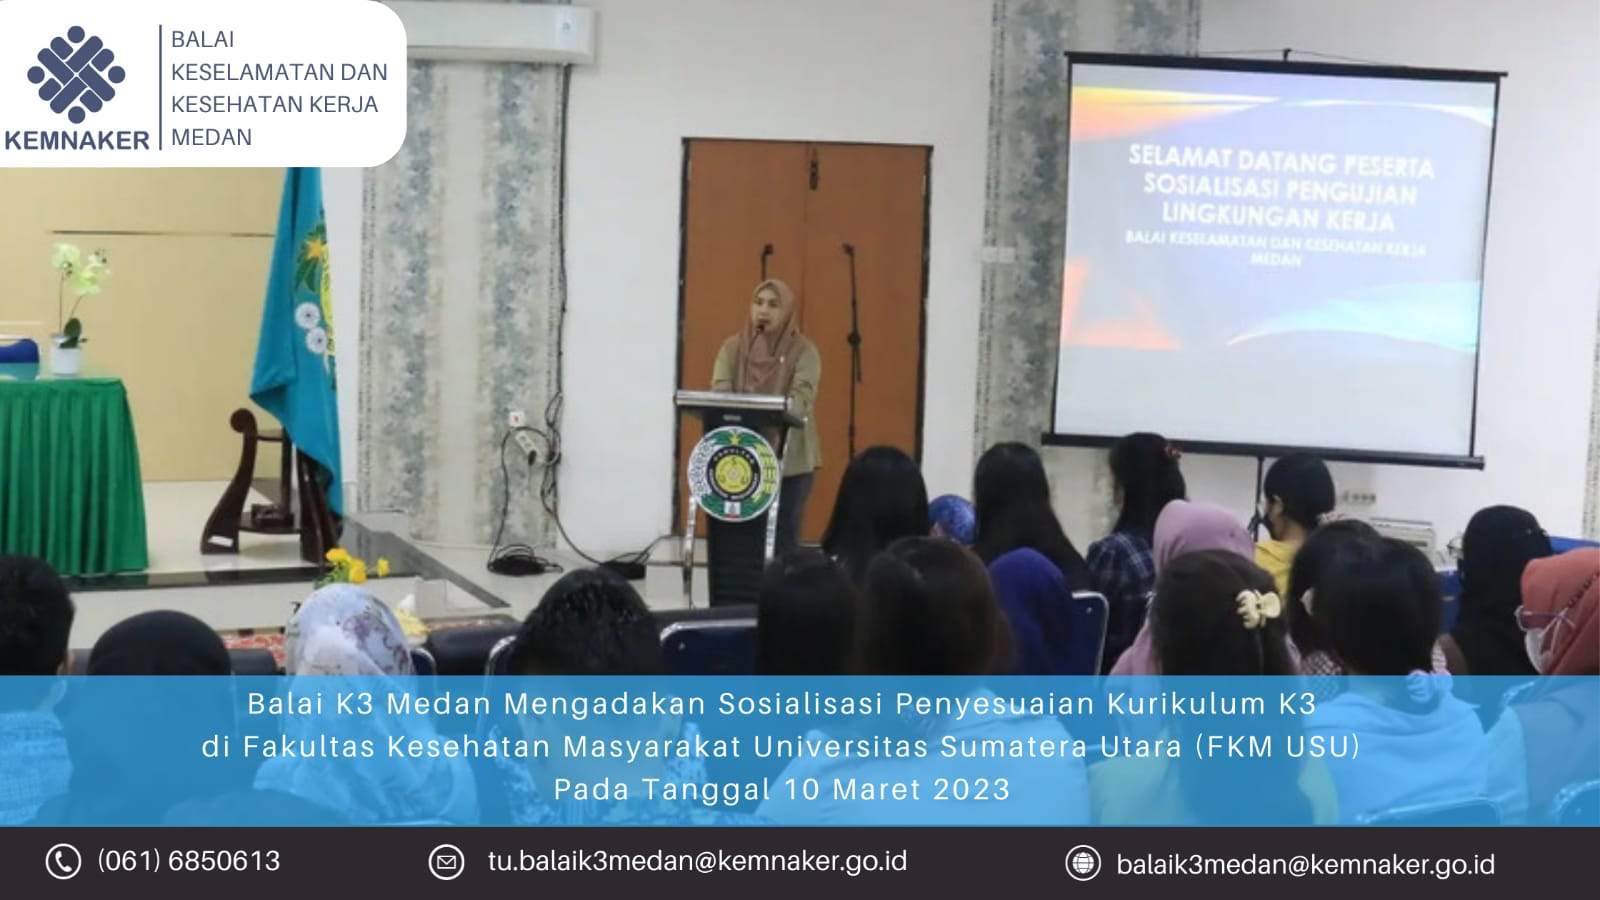 KEMNAKER
BALAI
KESELAMATAN DAN
KESEHATAN KERJA
MEDAN
SELAMAT DATANG PESERTA
SOSIALISASI PENGUJIAN
LINGKUNGAN KERJA
BALAI KESELAMATAN DAN KESEHATAN KERJA
MEDAN
Balai K3 Medan Mengadakan Sosialisasi Penyesuaian Kurikulum K3
di Fakultas Kesehatan Masyarakat Universitas Sumatera Utara (FKM USU)
Pada Tanggal 10 Maret 2023
(061) 6850613
tu.balaik3medan@kemnaker.go.id
balaik3medan@kemnaker.go.id